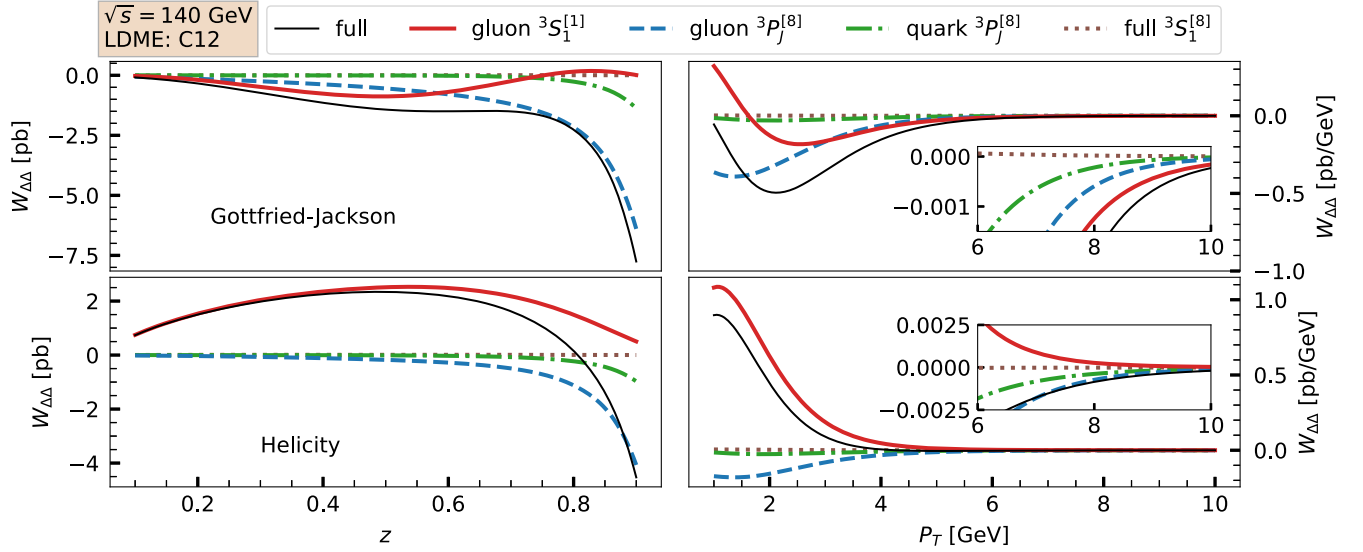 √s = 140 GeV
LDME: C12
full
gluon ³S₁^[1]
gluon ³P_J^[8]
quark ³P_J^[8]
full ³S₁^[8]
W_ΔΔ [pb]
0.0
−2.5
−5.0
−7.5
Gottfried-Jackson
0.0
−0.5
−1.0
W_ΔΔ [pb/GeV]
0.000
−0.001
6 8 10
W_ΔΔ [pb]
2
0
−2
−4
Helicity
0.2 0.4 0.6 0.8
z
1.0
0.5
0.0
W_ΔΔ [pb/GeV]
0.0025
0.0000
−0.0025
6 8 10
2 4 6 8 10
P_T [GeV]